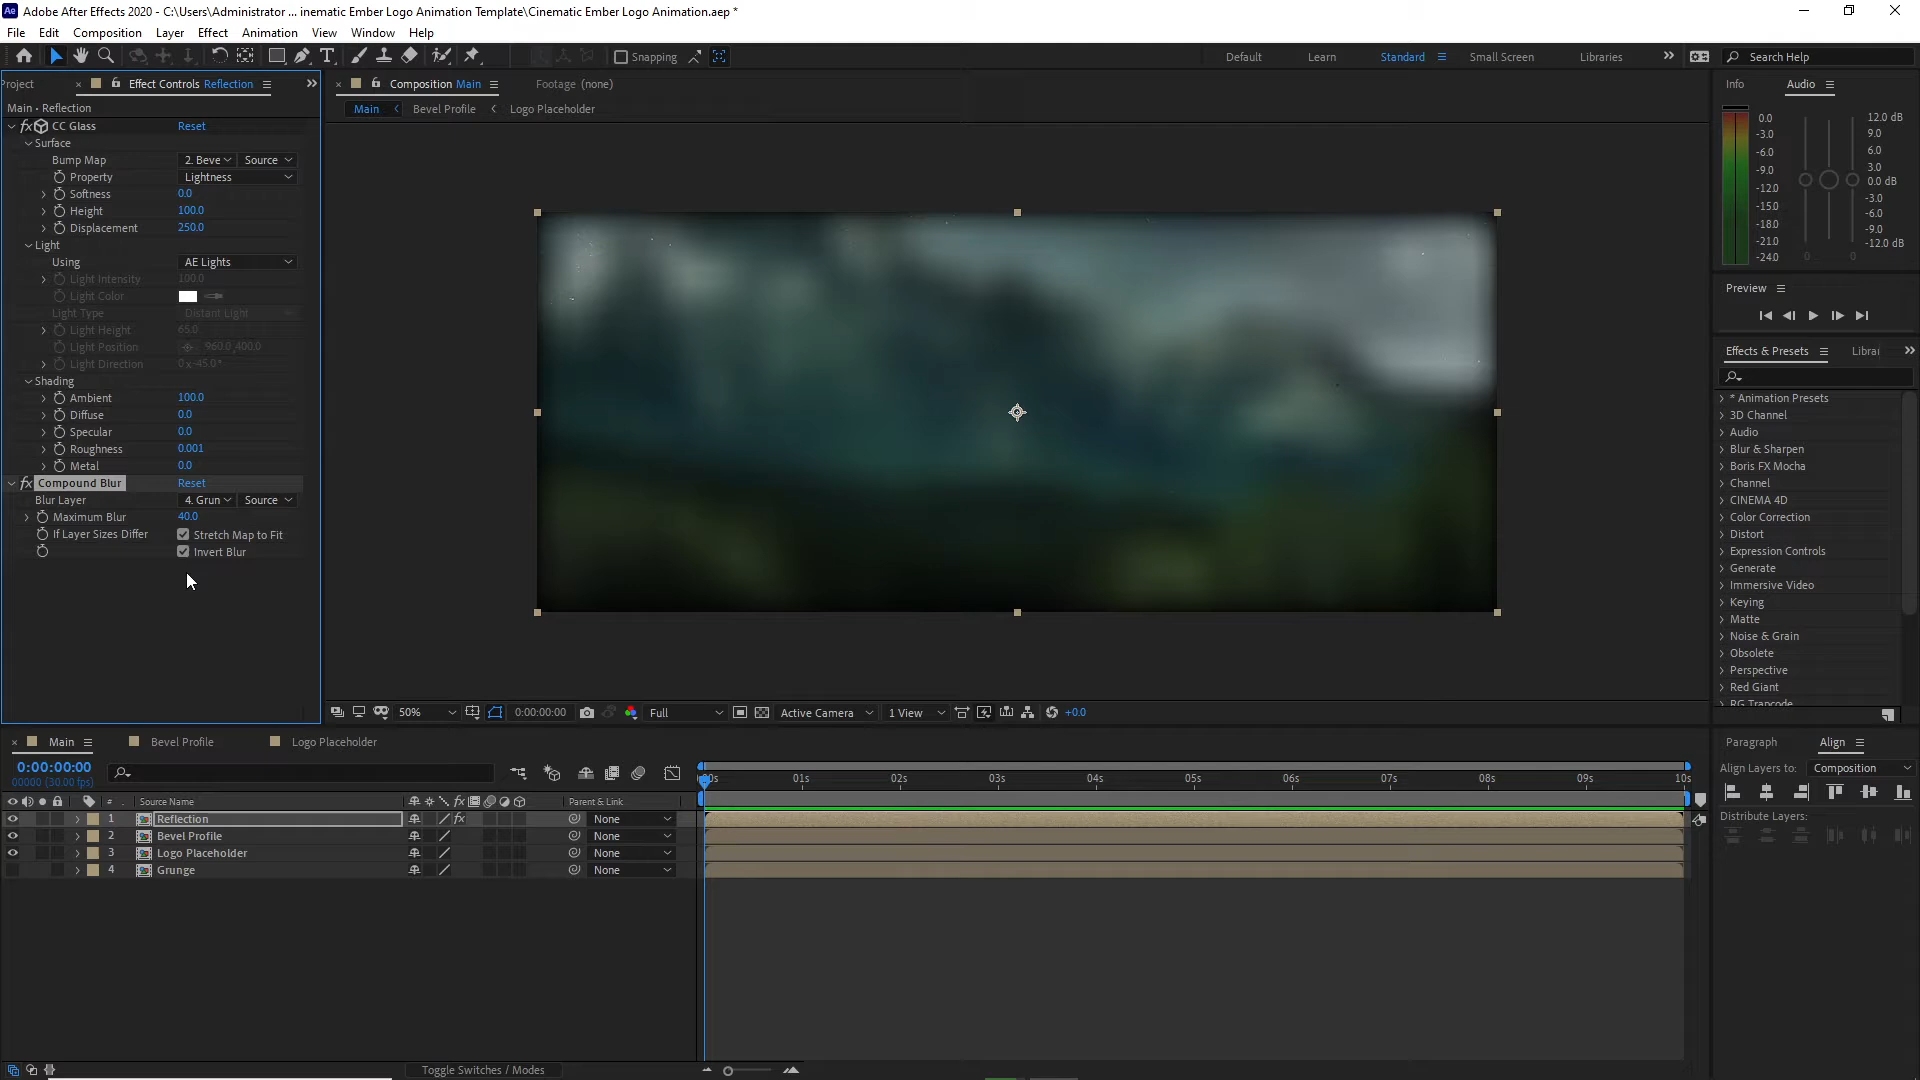 Adobe After Effects 2020 - C:\Users\Administrator ... inematic Ember Logo Animation Template\Cinematic Ember Logo Animation.aep *
File Edit Composition Layer Effect Animation View Window Help
Snapping
Default Learn Standard Small Screen Libraries Search Help
Project Effect Controls Reflection
Composition Main Footage (none)
Info Audio
Main • Reflection
Main Bevel Profile Logo Placeholder
CC Glass Reset
Surface
Bump Map 2. Beve Source
Property Lightness
Softness 0.0
Height 100.0
Displacement 250.0
Light
Using AE Lights
Light Intensity 100.0
Light Color
Light Type Distant Light
Light Height 65.0
Light Position 960.0,400.0
Light Direction 0x-45.0°
Shading
Ambient 100.0
Diffuse 0.0
Specular 0.0
Roughness 0.001
Metal 0.0
Compound Blur Reset
Blur Layer 4. Grun Source
Maximum Blur 40.0
If Layer Sizes Differ Stretch Map to Fit
Invert Blur
50% 0:00:00:00 Full Active Camera 1 View +0.0
0.0 12.0 dB
-3.0 9.0
-6.0 6.0
-9.0 3.0
-12.0 0.0 dB
-15.0 -3.0
-18.0 -6.0
-21.0 -9.0
-24.0 -12.0 dB
0 0
Preview
Effects & Presets Librai
* Animation Presets
3D Channel
Audio
Blur & Sharpen
Boris FX Mocha
Channel
CINEMA 4D
Color Correction
Distort
Expression Controls
Generate
Immersive Video
Keying
Matte
Noise & Grain
Obsolete
Perspective
Red Giant
RG Trapcode
Main Bevel Profile Logo Placeholder
0:00:00:00
00000 (30.00 fps)
:00s 01s 02s 03s 04s 05s 06s 07s 08s 09s 10s
# . Source Name Parent & Link
1 Reflection None
2 Bevel Profile None
3 Logo Placeholder None
4 Grunge None
Toggle Switches / Modes
Paragraph Align
Align Layers to: Composition
Distribute Layers: